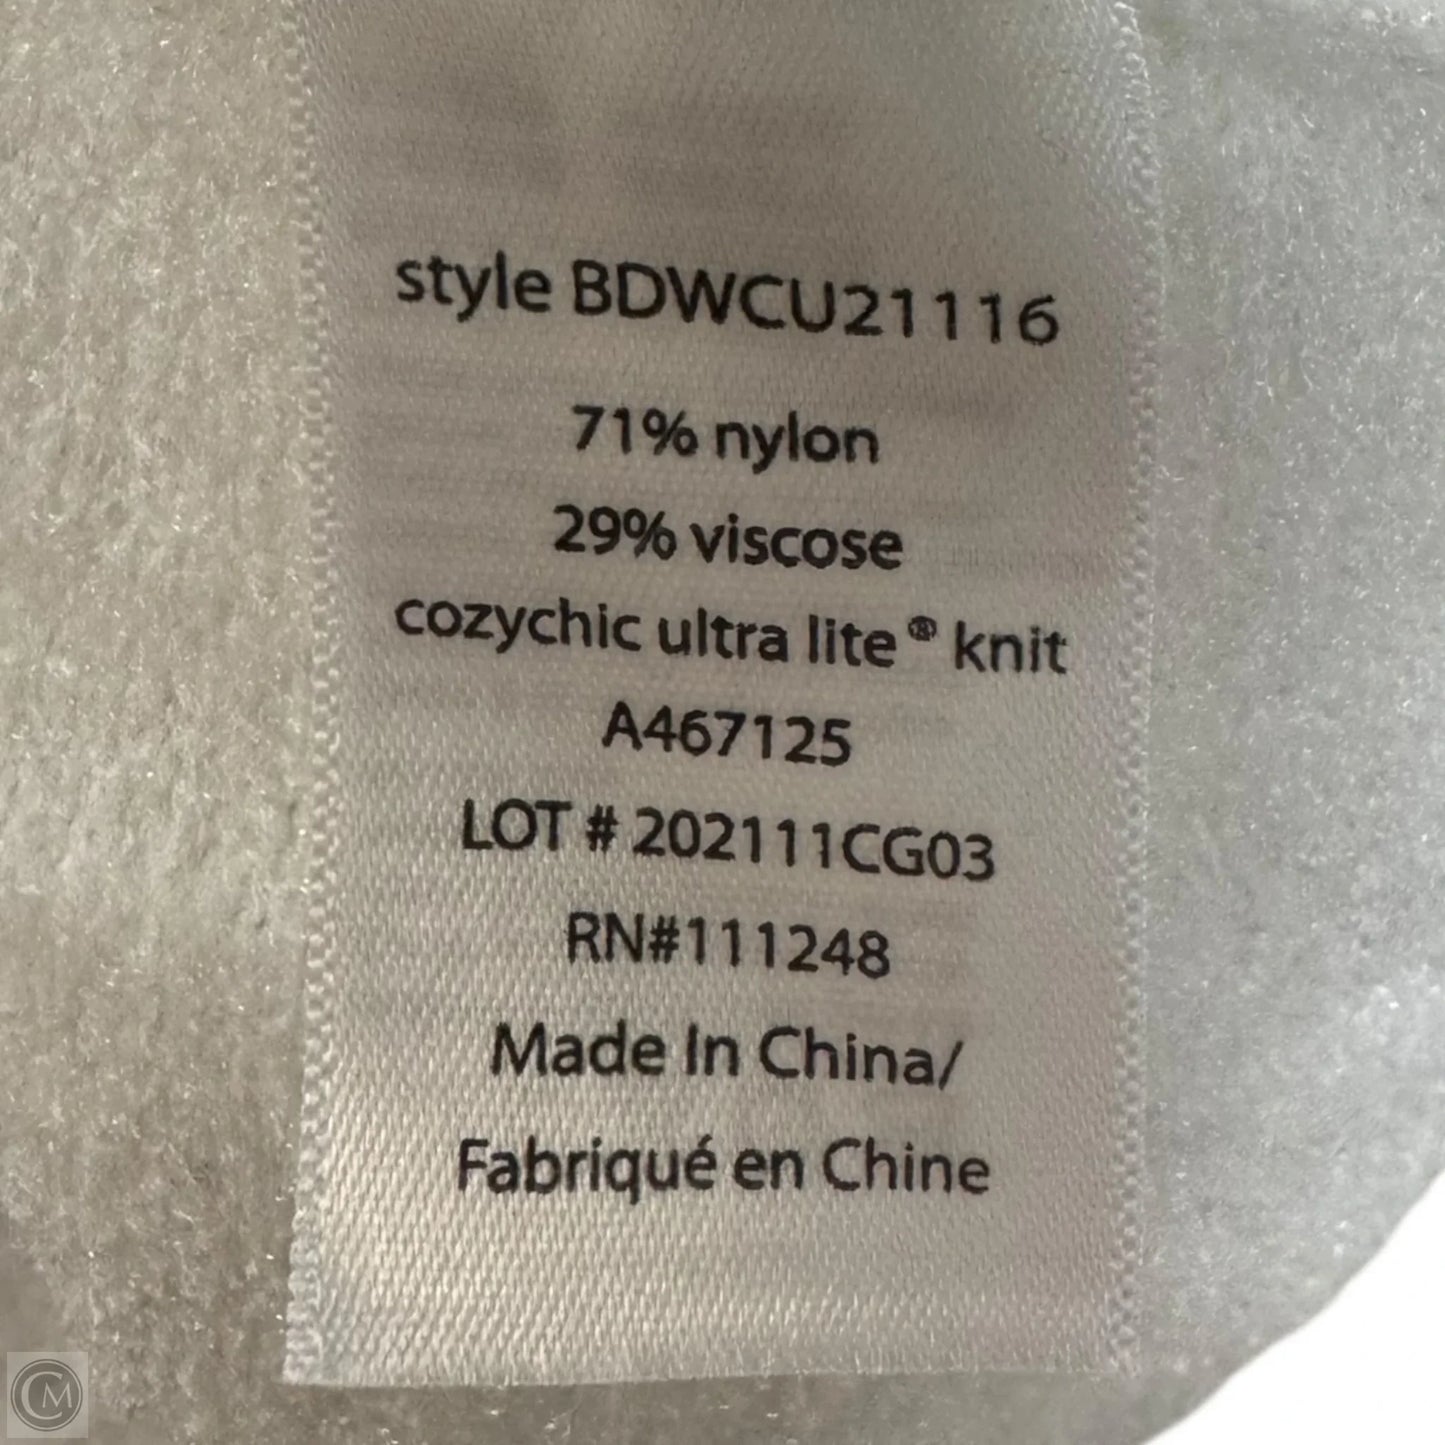 style BDWCU21116
71% nylon
29% viscose
cozychic ultra lite® knit
A467125
LOT # 202111CG03
RN#111248
Made In China/
Fabriqué en Chine
CM